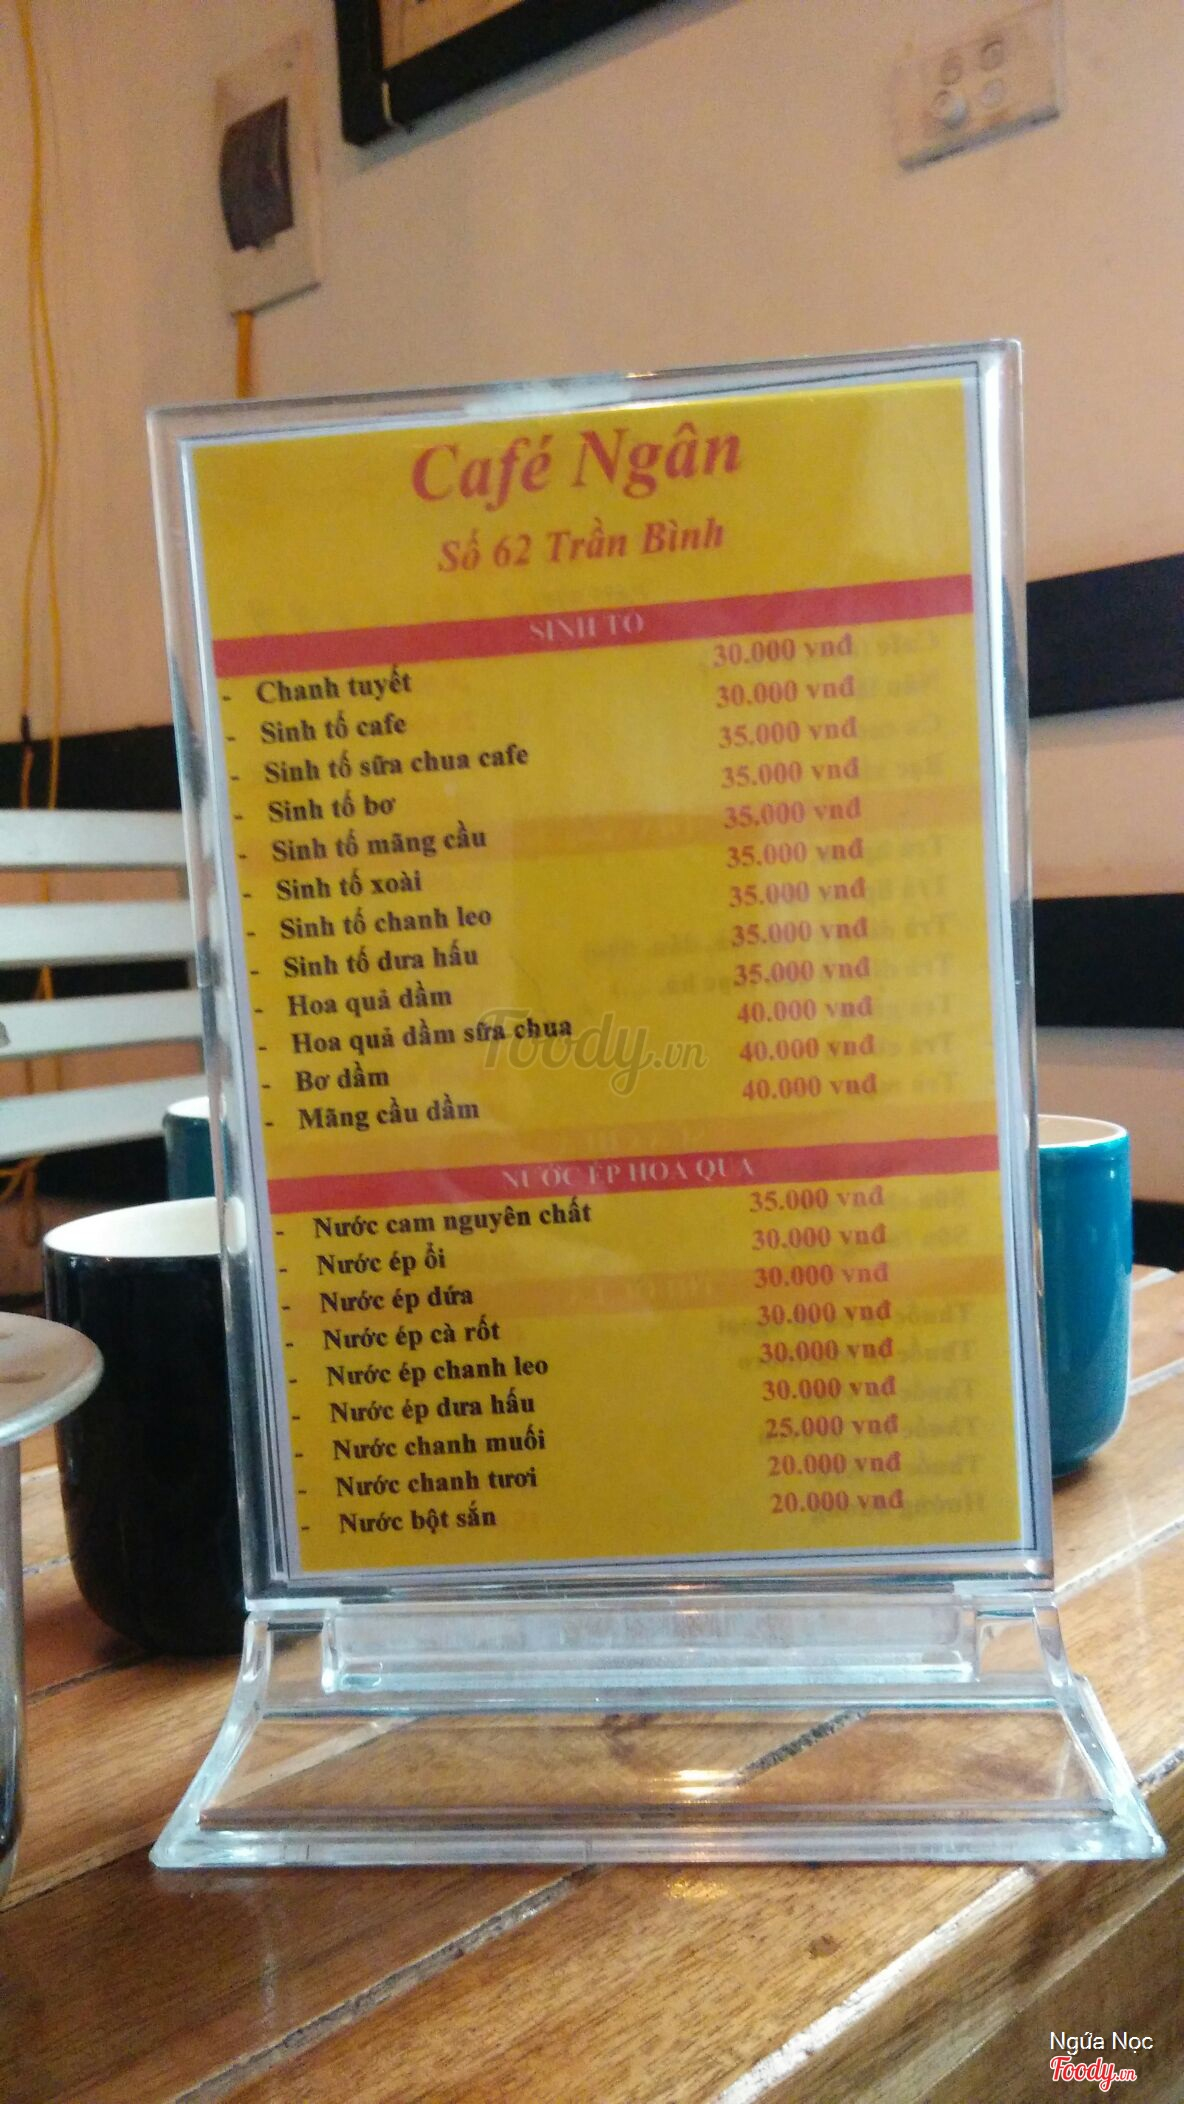 Café Ngân
Số 62 Trần Bình
SINH TỐ
- Chanh tuyết 30.000 vnđ
- Sinh tố cafe 30.000 vnđ
- Sinh tố sữa chua cafe 35.000 vnđ
- Sinh tố bơ 35.000 vnđ
- Sinh tố mãng cầu 35.000 vnđ
- Sinh tố xoài 35.000 vnđ
- Sinh tố chanh leo 35.000 vnđ
- Sinh tố dưa hấu 35.000 vnđ
- Hoa quả dầm 35.000 vnđ
- Hoa quả dầm sữa chua 40.000 vnđ
- Bơ dầm 40.000 vnđ
- Mãng cầu dầm 40.000 vnđ
Foody.vn
NƯỚC ÉP HOA QUẢ
- Nước cam nguyên chất 35.000 vnđ
- Nước ép ổi 30.000 vnđ
- Nước ép dứa 30.000 vnđ
- Nước ép cà rốt 30.000 vnđ
- Nước ép chanh leo 30.000 vnđ
- Nước ép dưa hấu 30.000 vnđ
- Nước chanh muối 25.000 vnđ
- Nước chanh tươi 20.000 vnđ
- Nước bột sắn 20.000 vnđ
Ngứa Nọc
Foody.vn